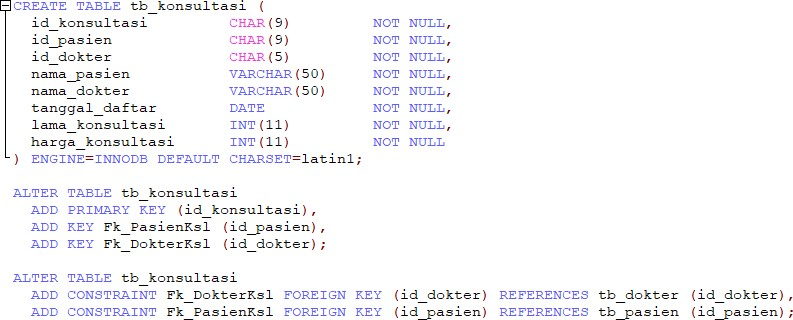 CREATE TABLE tb_konsultasi (
id_konsultasi CHAR(9) NOT NULL,
id_pasien CHAR(9) NOT NULL,
id_dokter CHAR(5) NOT NULL,
nama_pasien VARCHAR(50) NOT NULL,
nama_dokter VARCHAR(50) NOT NULL,
tanggal_daftar DATE NOT NULL,
lama_konsultasi INT(11) NOT NULL,
harga_konsultasi INT(11) NOT NULL
) ENGINE=INNODB DEFAULT CHARSET=latin1;
ALTER TABLE tb_konsultasi
ADD PRIMARY KEY (id_konsultasi),
ADD KEY Fk_PasienKsl (id_pasien),
ADD KEY Fk_DokterKsl (id_dokter);
ALTER TABLE tb_konsultasi
ADD CONSTRAINT Fk_DokterKsl FOREIGN KEY (id_dokter) REFERENCES tb_dokter (id_dokter),
ADD CONSTRAINT Fk_PasienKsl FOREIGN KEY (id_pasien) REFERENCES tb_pasien (id_pasien);